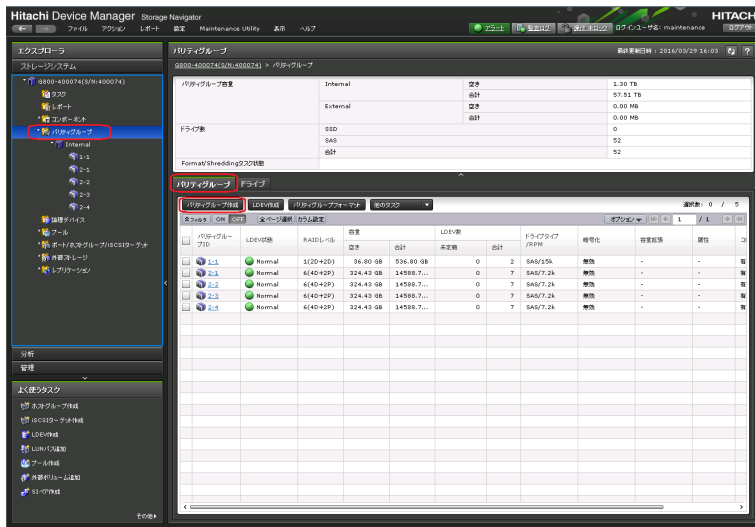 Hitachi Device Manager Storage Navigator
HITACHI
ファイル アクション レポート 設定 Maintenance Utility 表示 ヘルプ
アラート 監査ログ ログインユーザ名: maintenance ログアウト
エクスプローラ
ストレージシステム
G800-400074(S/N:400074)
タスク
レポート
コンポーネント
パリティグループ
Internal
1-1
2-1
2-2
2-3
2-4
論理デバイス
プール
ポート/ホストグループ/iSCSIターゲット
外部ストレージ
レプリケーション
分析
管理
よく使うタスク
ホストグループ作成
iSCSIターゲット作成
LDEV作成
LUNパス追加
プール作成
外部ボリューム追加
SIペア作成
その他
パリティグループ
最終更新日時 : 2016/03/29 16:03
G800-400074(S/N:400074) > パリティグループ
パリティグループ容量 Internal 空き 1.30 TB
合計 57.51 TB
External 空き 0.00 MB
合計 0.00 MB
ドライブ数 SSD 0
SAS 52
合計 52
Format/Shreddingタスク状態
パリティグループ ドライブ
パリティグループ作成 LDEV作成 パリティグループフォーマット 他のタスク
選択数: 0 / 5
フィルタ ON OFF 全ページ選択 カラム設定 オプション 1 / 1
パリティグループID LDEV状態 RAIDレベル 容量 空き 合計 LDEV数 未定義 合計 ドライブタイプ/RPM 暗号化 容量拡張 属性
1-1 Normal 1(2D+2D) 36.80 GB 536.80 GB 0 2 SAS/15k 無効 - - 有
2-1 Normal 6(4D+2P) 324.43 GB 14588.7... 0 7 SAS/7.2k 無効 - - 有
2-2 Normal 6(4D+2P) 324.43 GB 14588.7... 0 7 SAS/7.2k 無効 - - 有
2-3 Normal 6(4D+2P) 324.43 GB 14588.7... 0 7 SAS/7.2k 無効 - - 有
2-4 Normal 6(4D+2P) 324.43 GB 14588.7... 0 7 SAS/7.2k 無効 - - 有